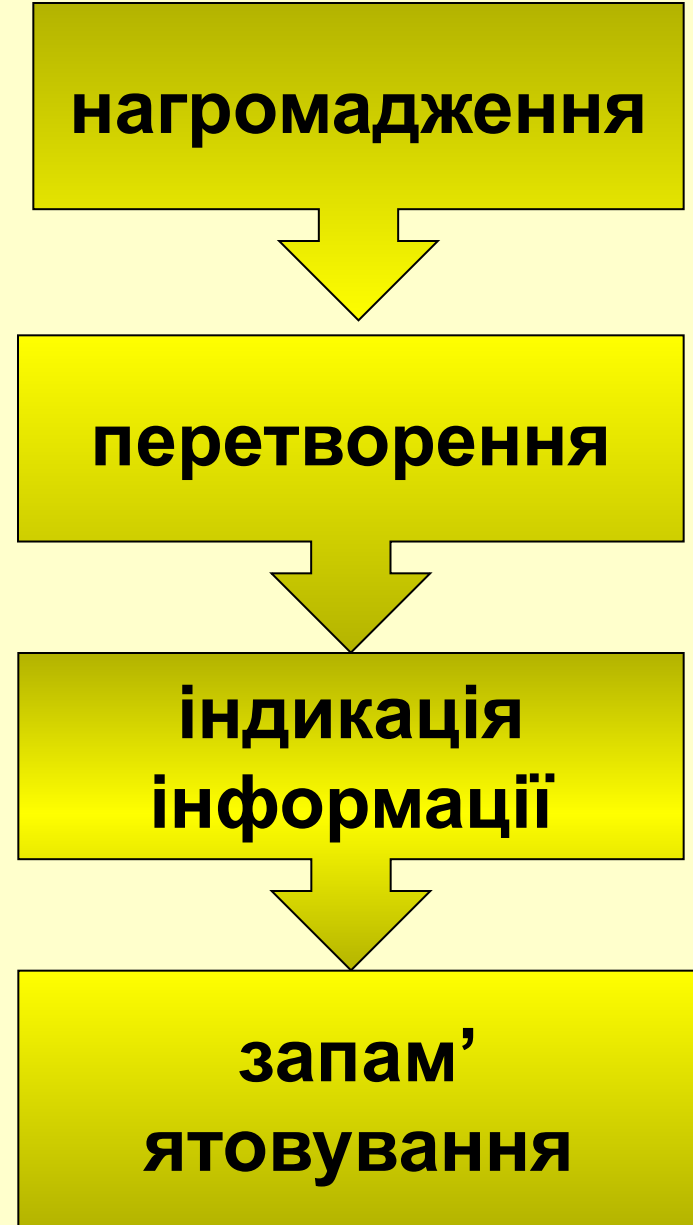 нагромадження
перетворення
індикація
інформації
запам’
ятовування